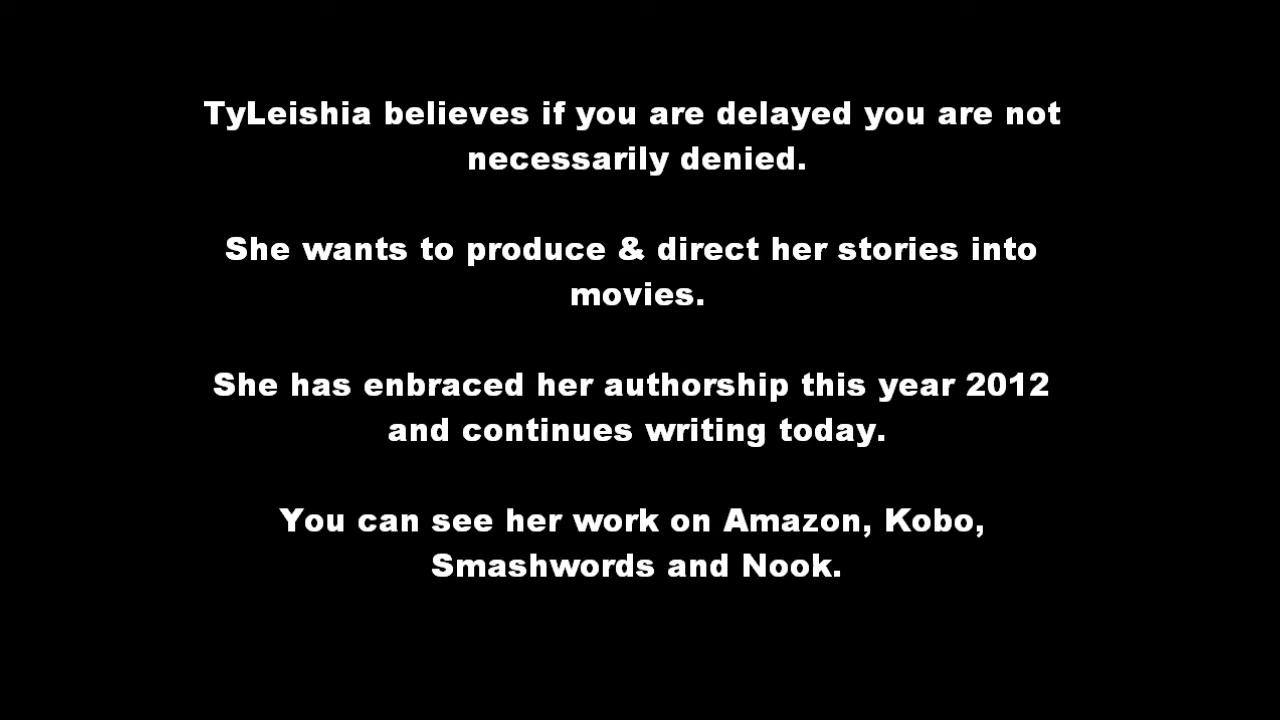 TyLeishia believes if you are delayed you are not
necessarily denied.
She wants to produce & direct her stories into
movies.
She has enbraced her authorship this year 2012
and continues writing today.
You can see her work on Amazon, Kobo,
Smashwords and Nook.